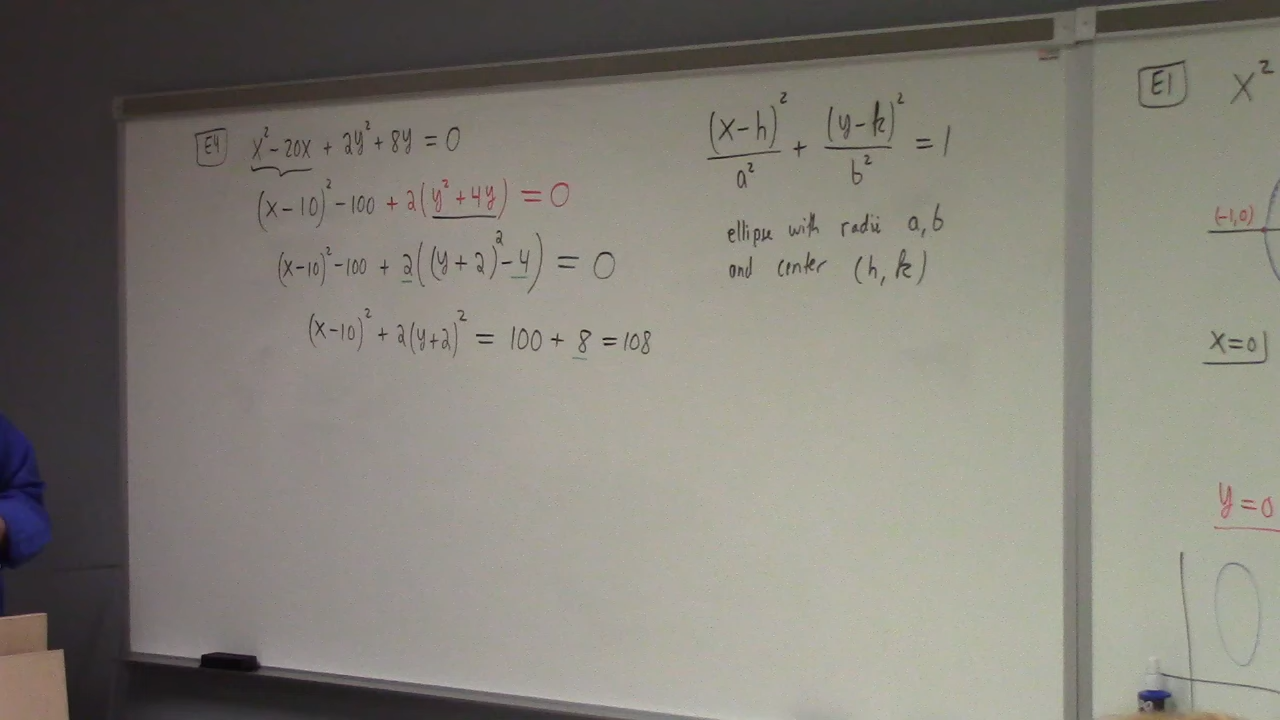 E4 x² - 20x + 2y² + 8y = 0
(x - 10)² - 100 + 2(y² + 4y) = 0
(x - 10)² - 100 + 2((y + 2)² - 4) = 0
(x - 10)² + 2(y + 2)² = 100 + 8 = 108
(x - h)²/a² + (y - k)²/b² = 1
ellipse with radii a, b
and center (h, k)
E1 x²
(-1,0)
x = 0
y = 0